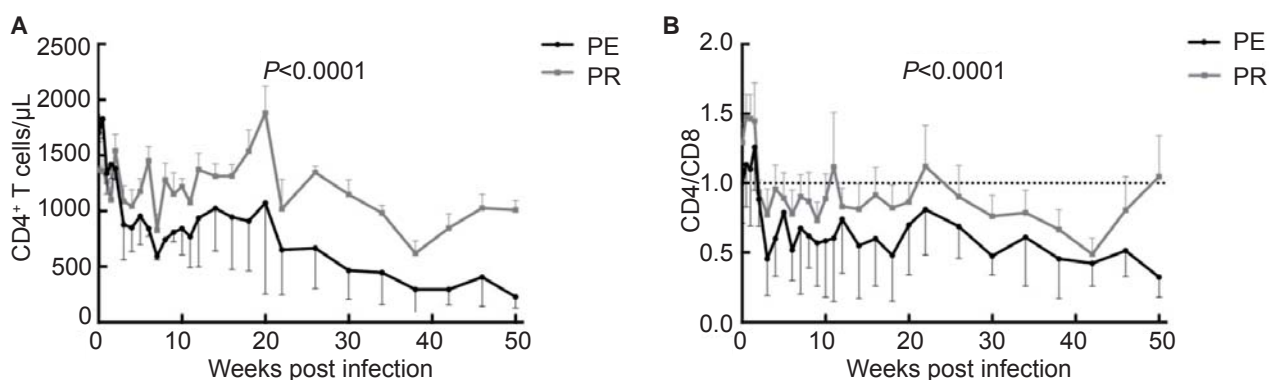 A
2500
2000
1500
1000
500
0
CD4⁺ T cells/μL
P<0.0001
PE
PR
0 10 20 30 40 50
Weeks post infection
B
2.0
1.5
1.0
0.5
0.0
CD4/CD8
P<0.0001
PE
PR
0 10 20 30 40 50
Weeks post infection